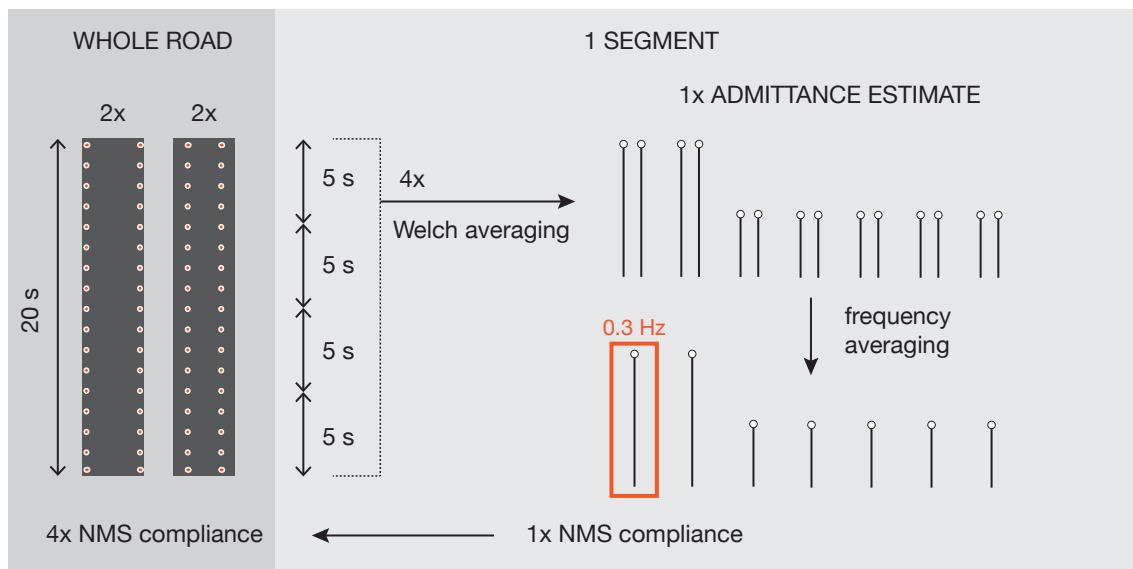 WHOLE ROAD
1 SEGMENT
1x ADMITTANCE ESTIMATE
2x
2x
20 s
5 s
5 s
5 s
5 s
4x
Welch averaging
frequency
averaging
0.3 Hz
4x NMS compliance
1x NMS compliance